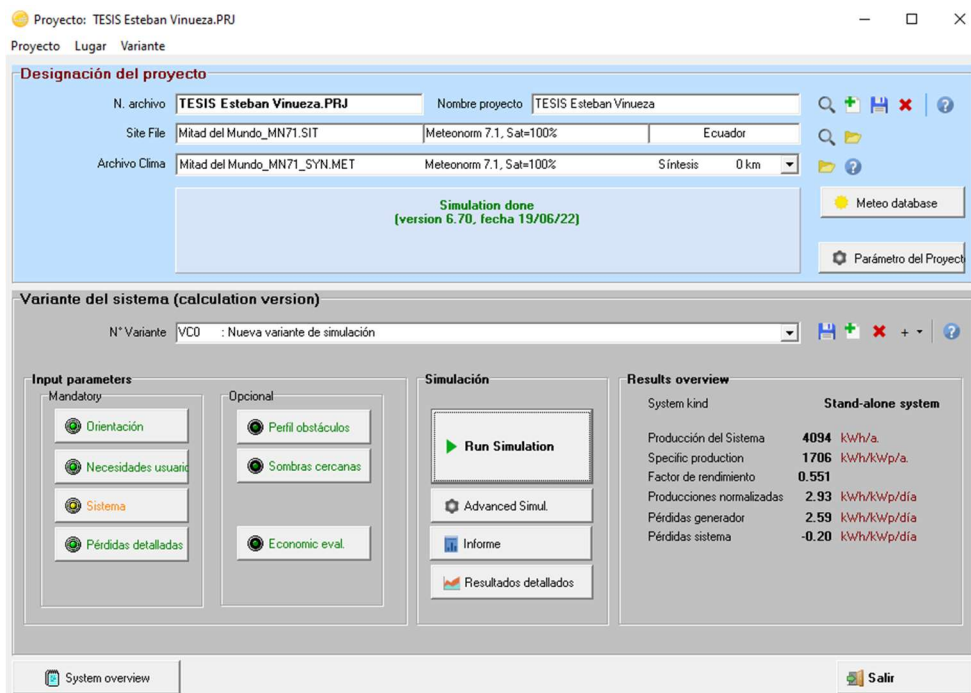 Proyecto: TESIS Esteban Vinueza.PRJ
Proyecto Lugar Variante
Designación del proyecto
N. archivo TESIS Esteban Vinueza.PRJ Nombre proyecto TESIS Esteban Vinueza
Site File Mitad del Mundo_MN71.SIT Meteonorm 7.1, Sat=100% Ecuador
Archivo Clima Mitad del Mundo_MN71_SYN.MET Meteonorm 7.1, Sat=100% Síntesis 0 km
Simulation done
(version 6.70, fecha 19/06/22)
Meteo database
Parámetro del Proyect
Variante del sistema (calculation version)
N° Variante VC0 : Nueva variante de simulación
Input parameters
Mandatory
Orientación
Necesidades usuario
Sistema
Pérdidas detalladas
Opcional
Perfil obstáculos
Sombras cercanas
Economic eval.
Simulación
Run Simulation
Advanced Simul.
Informe
Resultados detallados
Results overview
System kind Stand-alone system
Producción del Sistema 4094 kWh/a.
Specific production 1706 kWh/kWp/a.
Factor de rendimiento 0.551
Producciones normalizadas 2.93 kWh/kWp/día
Pérdidas generador 2.59 kWh/kWp/día
Pérdidas sistema -0.20 kWh/kWp/día
System overview
Salir